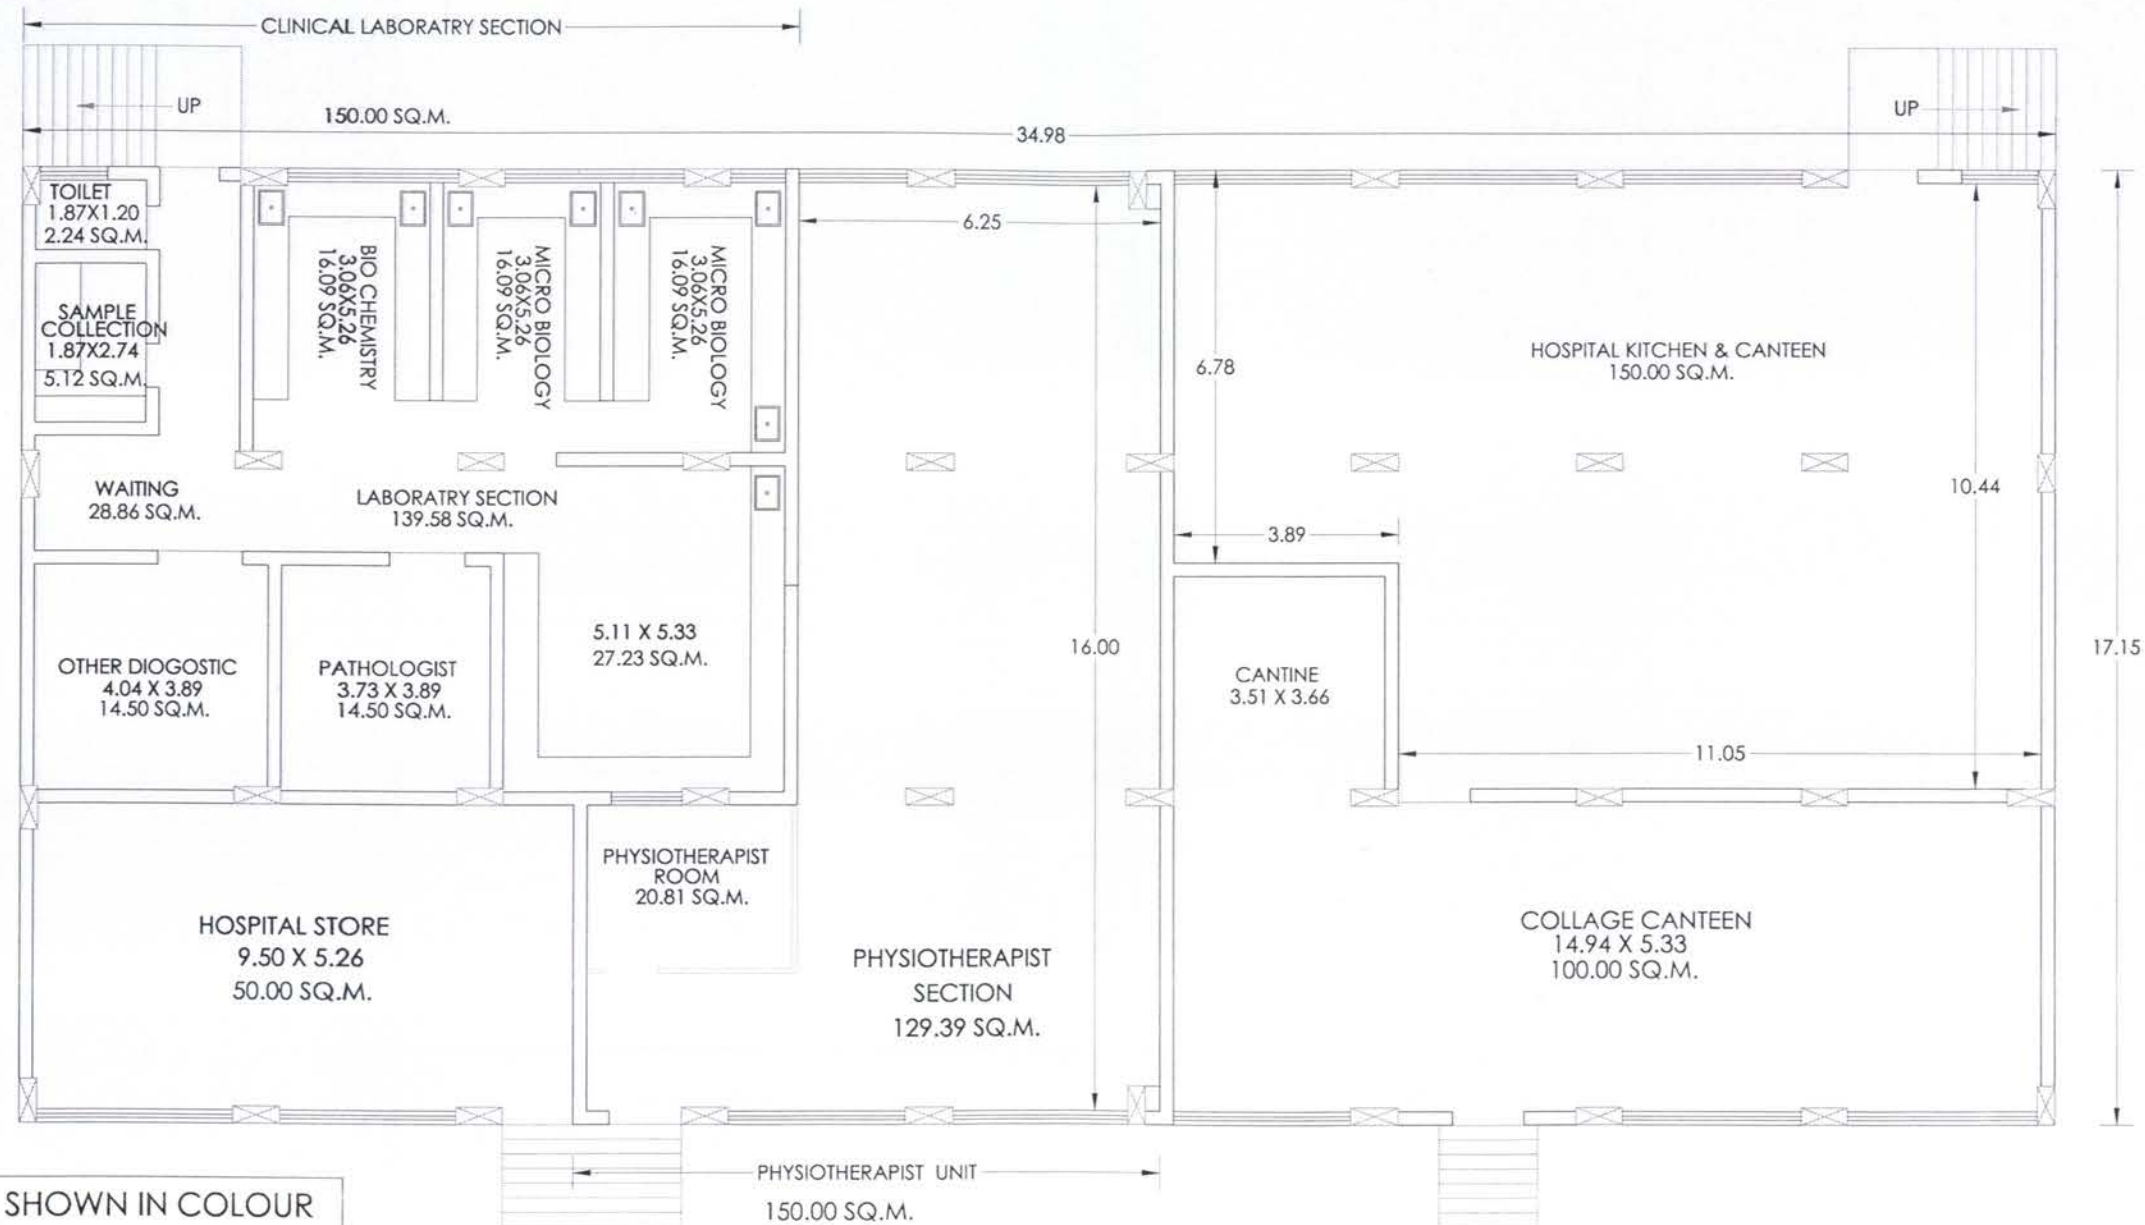 CLINICAL LABORATRY SECTION
UP
150.00 SQ.M.
34.98
UP
TOILET
1.87X1.20
2.24 SQ.M.
SAMPLE
COLLECTION
1.87X2.74
5.12 SQ.M.
BIO CHEMISTRY
3.06X5.26
16.09 SQ.M.
MICRO BIOLOGY
3.06X5.26
16.09 SQ.M.
MICRO BIOLOGY
3.06X5.26
16.09 SQ.M.
6.25
6.78
HOSPITAL KITCHEN & CANTEEN
150.00 SQ.M.
10.44
WAITING
28.86 SQ.M.
LABORATRY SECTION
139.58 SQ.M.
3.89
OTHER DIOGOSTIC
4.04 X 3.89
14.50 SQ.M.
PATHOLOGIST
3.73 X 3.89
14.50 SQ.M.
5.11 X 5.33
27.23 SQ.M.
16.00
CANTINE
3.51 X 3.66
17.15
11.05
HOSPITAL STORE
9.50 X 5.26
50.00 SQ.M.
PHYSIOTHERAPIST
ROOM
20.81 SQ.M.
PHYSIOTHERAPIST
SECTION
129.39 SQ.M.
COLLAGE CANTEEN
14.94 X 5.33
100.00 SQ.M.
PHYSIOTHERAPIST UNIT
150.00 SQ.M.
SHOWN IN COLOUR